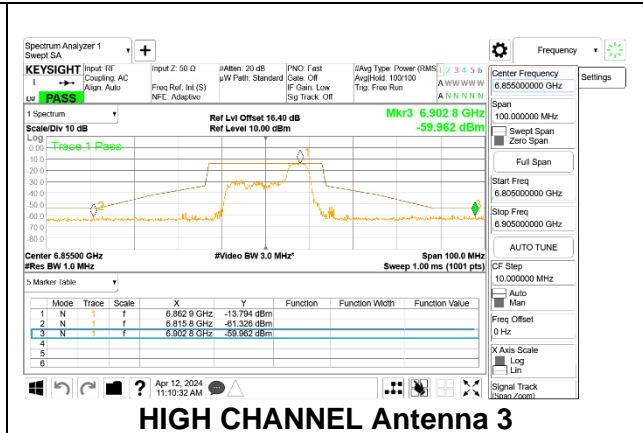 Spectrum Analyzer 1
Swept SA
+
Frequency
KEYSIGHT Input: RF
Coupling: AC
Align: Auto
Input Z: 50 Ω
Freq Ref: Int (S)
NFE: Adaptive
#Atten: 20 dB
µW Path: Standard
PNO: Fast
Gate: Off
IF Gain: Low
Sig Track: Off
#Avg Type: Power (RMS
Avg|Hold: 100/100
Trig: Free Run
1 2 3 4 5 6
A W W W W W
A N N N N N
LXI PASS
1 Spectrum
Scale/Div 10 dB
Ref Lvl Offset 16.40 dB
Ref Level 10.00 dBm
Mkr3 6.902 8 GHz
-59.962 dBm
Log
Trace 1 Pass
0.00
-10.0
-20.0
-30.0
-40.0
-50.0
-60.0
-70.0
-80.0
1
2
3
Center 6.85500 GHz
#Res BW 1.0 MHz
#Video BW 3.0 MHz*
Span 100.0 MHz
Sweep 1.00 ms (1001 pts)
5 Marker Table
Mode Trace Scale X Y Function Function Width Function Value
1 N 1 f 6.862 9 GHz -13.794 dBm
2 N 1 f 6.815 8 GHz -61.326 dBm
3 N 1 f 6.902 8 GHz -59.962 dBm
4
5
6
?
Apr 12, 2024
11:10:32 AM
Center Frequency
6.855000000 GHz
Settings
Span
100.000000 MHz
Swept Span
Zero Span
Full Span
Start Freq
6.805000000 GHz
Stop Freq
6.905000000 GHz
AUTO TUNE
CF Step
10.000000 MHz
Auto
Man
Freq Offset
0 Hz
X Axis Scale
Log
Lin
Signal Track
(Span Zoom)
HIGH CHANNEL Antenna 3